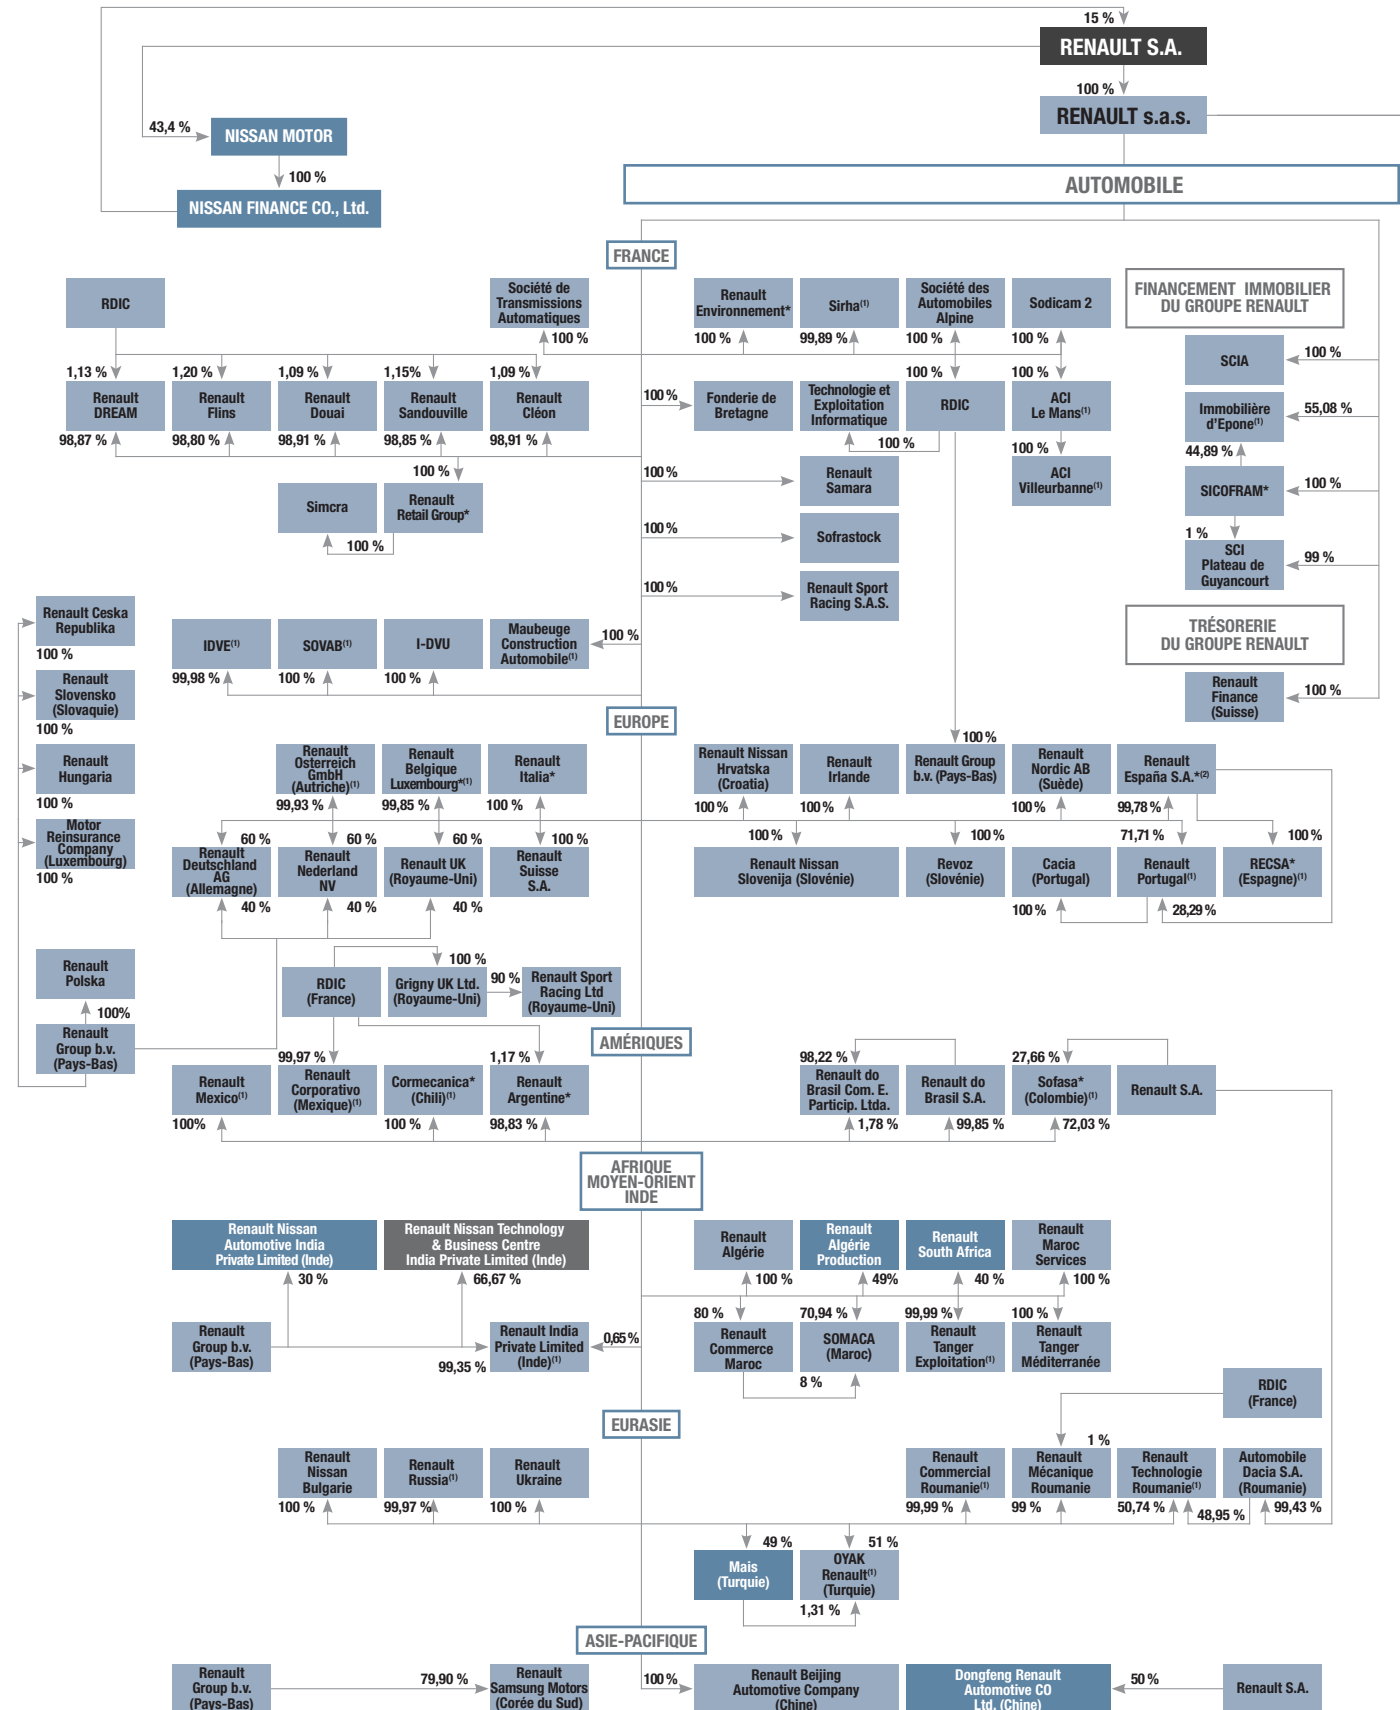 15 %
RENAULT S.A.
100 %
RENAULT s.a.s.
43,4 %
NISSAN MOTOR
100 %
NISSAN FINANCE CO., Ltd.
AUTOMOBILE
FRANCE
RDIC
Société de
Transmissions
Automatiques
100 %
Renault
Environnement*
100 %
Sirha(1)
99,89 %
Société des
Automobiles
Alpine
100 %
Sodicam 2
100 %
FINANCEMENT IMMOBILIER
DU GROUPE RENAULT
1,13 %
1,20 %
1,09 %
1,15%
1,09 %
Renault
DREAM
Renault
Flins
Renault
Douai
Renault
Sandouville
Renault
Cléon
98,87 %
98,80 %
98,91 %
98,85 %
98,91 %
100 %
Fonderie de
Bretagne
Technologie et
Exploitation
Informatique
100 %
100 %
RDIC
100 %
ACI
Le Mans(1)
100 %
ACI
Villeurbanne(1)
SCIA
100 %
Immobilière
d'Epone(1)
55,08 %
44,89 %
SICOFRAM*
100 %
1 %
SCI
Plateau de
Guyancourt
99 %
100 %
Simcra
Renault
Retail Group*
100 %
100 %
Renault
Samara
100 %
Sofrastock
100 %
Renault Sport
Racing S.A.S.
TRÉSORERIE
DU GROUPE RENAULT
Renault
Finance
(Suisse)
100 %
IDVE(1)
99,98 %
SOVAB(1)
100 %
I-DVU
100 %
Maubeuge
Construction
Automobile(1)
100 %
Renault Ceska
Republika
100 %
Renault
Slovensko
(Slovaquie)
100 %
Renault
Hungaria
100 %
Motor
Reinsurance
Company
(Luxembourg)
100 %
EUROPE
Renault
Osterreich
GmbH
(Autriche)(1)
99,93 %
Renault
Belgique
Luxembourg*(1)
99,85 %
Renault
Italia*
100 %
Renault Nissan
Hrvatska
(Croatia)
100 %
Renault
Irlande
100 %
100 %
Renault Group
b.v. (Pays-Bas)
Renault
Nordic AB
(Suède)
100 %
Renault
España S.A.*(2)
99,78 %
60 %
60 %
60 %
100 %
Renault
Deutschland
AG
(Allemagne)
Renault
Nederland
NV
Renault UK
(Royaume-Uni)
Renault
Suisse
S.A.
40 %
40 %
40 %
100 %
Renault Nissan
Slovenija (Slovénie)
100 %
Revoz
(Slovénie)
Cacia
(Portugal)
100 %
71,71 %
Renault
Portugal(1)
28,29 %
100 %
RECSA*
(Espagne)(1)
Renault
Polska
100%
Renault
Group b.v.
(Pays-Bas)
RDIC
(France)
100 %
Grigny UK Ltd.
(Royaume-Uni)
90 %
Renault Sport
Racing Ltd
(Royaume-Uni)
AMÉRIQUES
99,97 %
1,17 %
98,22 %
27,66 %
Renault
Mexico(1)
100%
Renault
Corporativo
(Mexique)(1)
Cormecanica*
(Chili)(1)
100 %
Renault
Argentine*
98,83 %
Renault do
Brasil Com. E.
Particip. Ltda.
1,78 %
Renault do
Brasil S.A.
99,85 %
Sofasa*
(Colombie)(1)
72,03 %
Renault S.A.
AFRIQUE
MOYEN-ORIENT
INDE
Renault Nissan
Automotive India
Private Limited (Inde)
30 %
Renault Nissan Technology
& Business Centre
India Private Limited (Inde)
66,67 %
Renault
Algérie
100 %
Renault
Algérie
Production
49%
Renault
South Africa
40 %
Renault
Maroc
Services
100 %
Renault
Group b.v.
(Pays-Bas)
99,35 %
Renault India
Private Limited
(Inde)(1)
0,65 %
80 %
Renault
Commerce
Maroc
70,94 %
SOMACA
(Maroc)
8 %
99,99 %
Renault
Tanger
Exploitation(1)
100 %
Renault
Tanger
Méditerranée
RDIC
(France)
EURASIE
1 %
Renault
Nissan
Bulgarie
100 %
Renault
Russia(1)
99,97 %
Renault
Ukraine
100 %
Renault
Commercial
Roumanie(1)
99,99 %
Renault
Mécanique
Roumanie
99 %
Renault
Technologie
Roumanie(1)
50,74 %
48,95 %
Automobile
Dacia S.A.
(Roumanie)
99,43 %
49 %
Mais
(Turquie)
51 %
OYAK
Renault(1)
(Turquie)
1,31 %
ASIE-PACIFIQUE
Renault
Group b.v.
(Pays-Bas)
79,90 %
Renault
Samsung Motors
(Corée du Sud)
100 %
Renault Beijing
Automotive Company
(Chine)
Dongfeng Renault
Automotive CO
Ltd. (Chine)
50 %
Renault S.A.